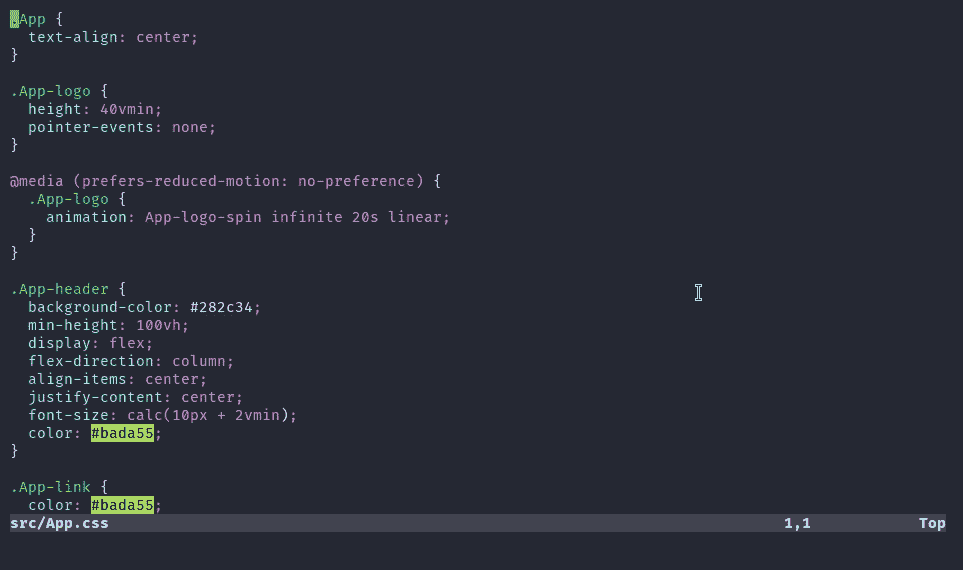 .App {
  text-align: center;
}

.App-logo {
  height: 40vmin;
  pointer-events: none;
}

@media (prefers-reduced-motion: no-preference) {
  .App-logo {
    animation: App-logo-spin infinite 20s linear;
  }
}

.App-header {
  background-color: #282c34;
  min-height: 100vh;
  display: flex;
  flex-direction: column;
  align-items: center;
  justify-content: center;
  font-size: calc(10px + 2vmin);
  color: #bada55;
}

.App-link {
  color: #bada55;
src/App.css 1,1 Top